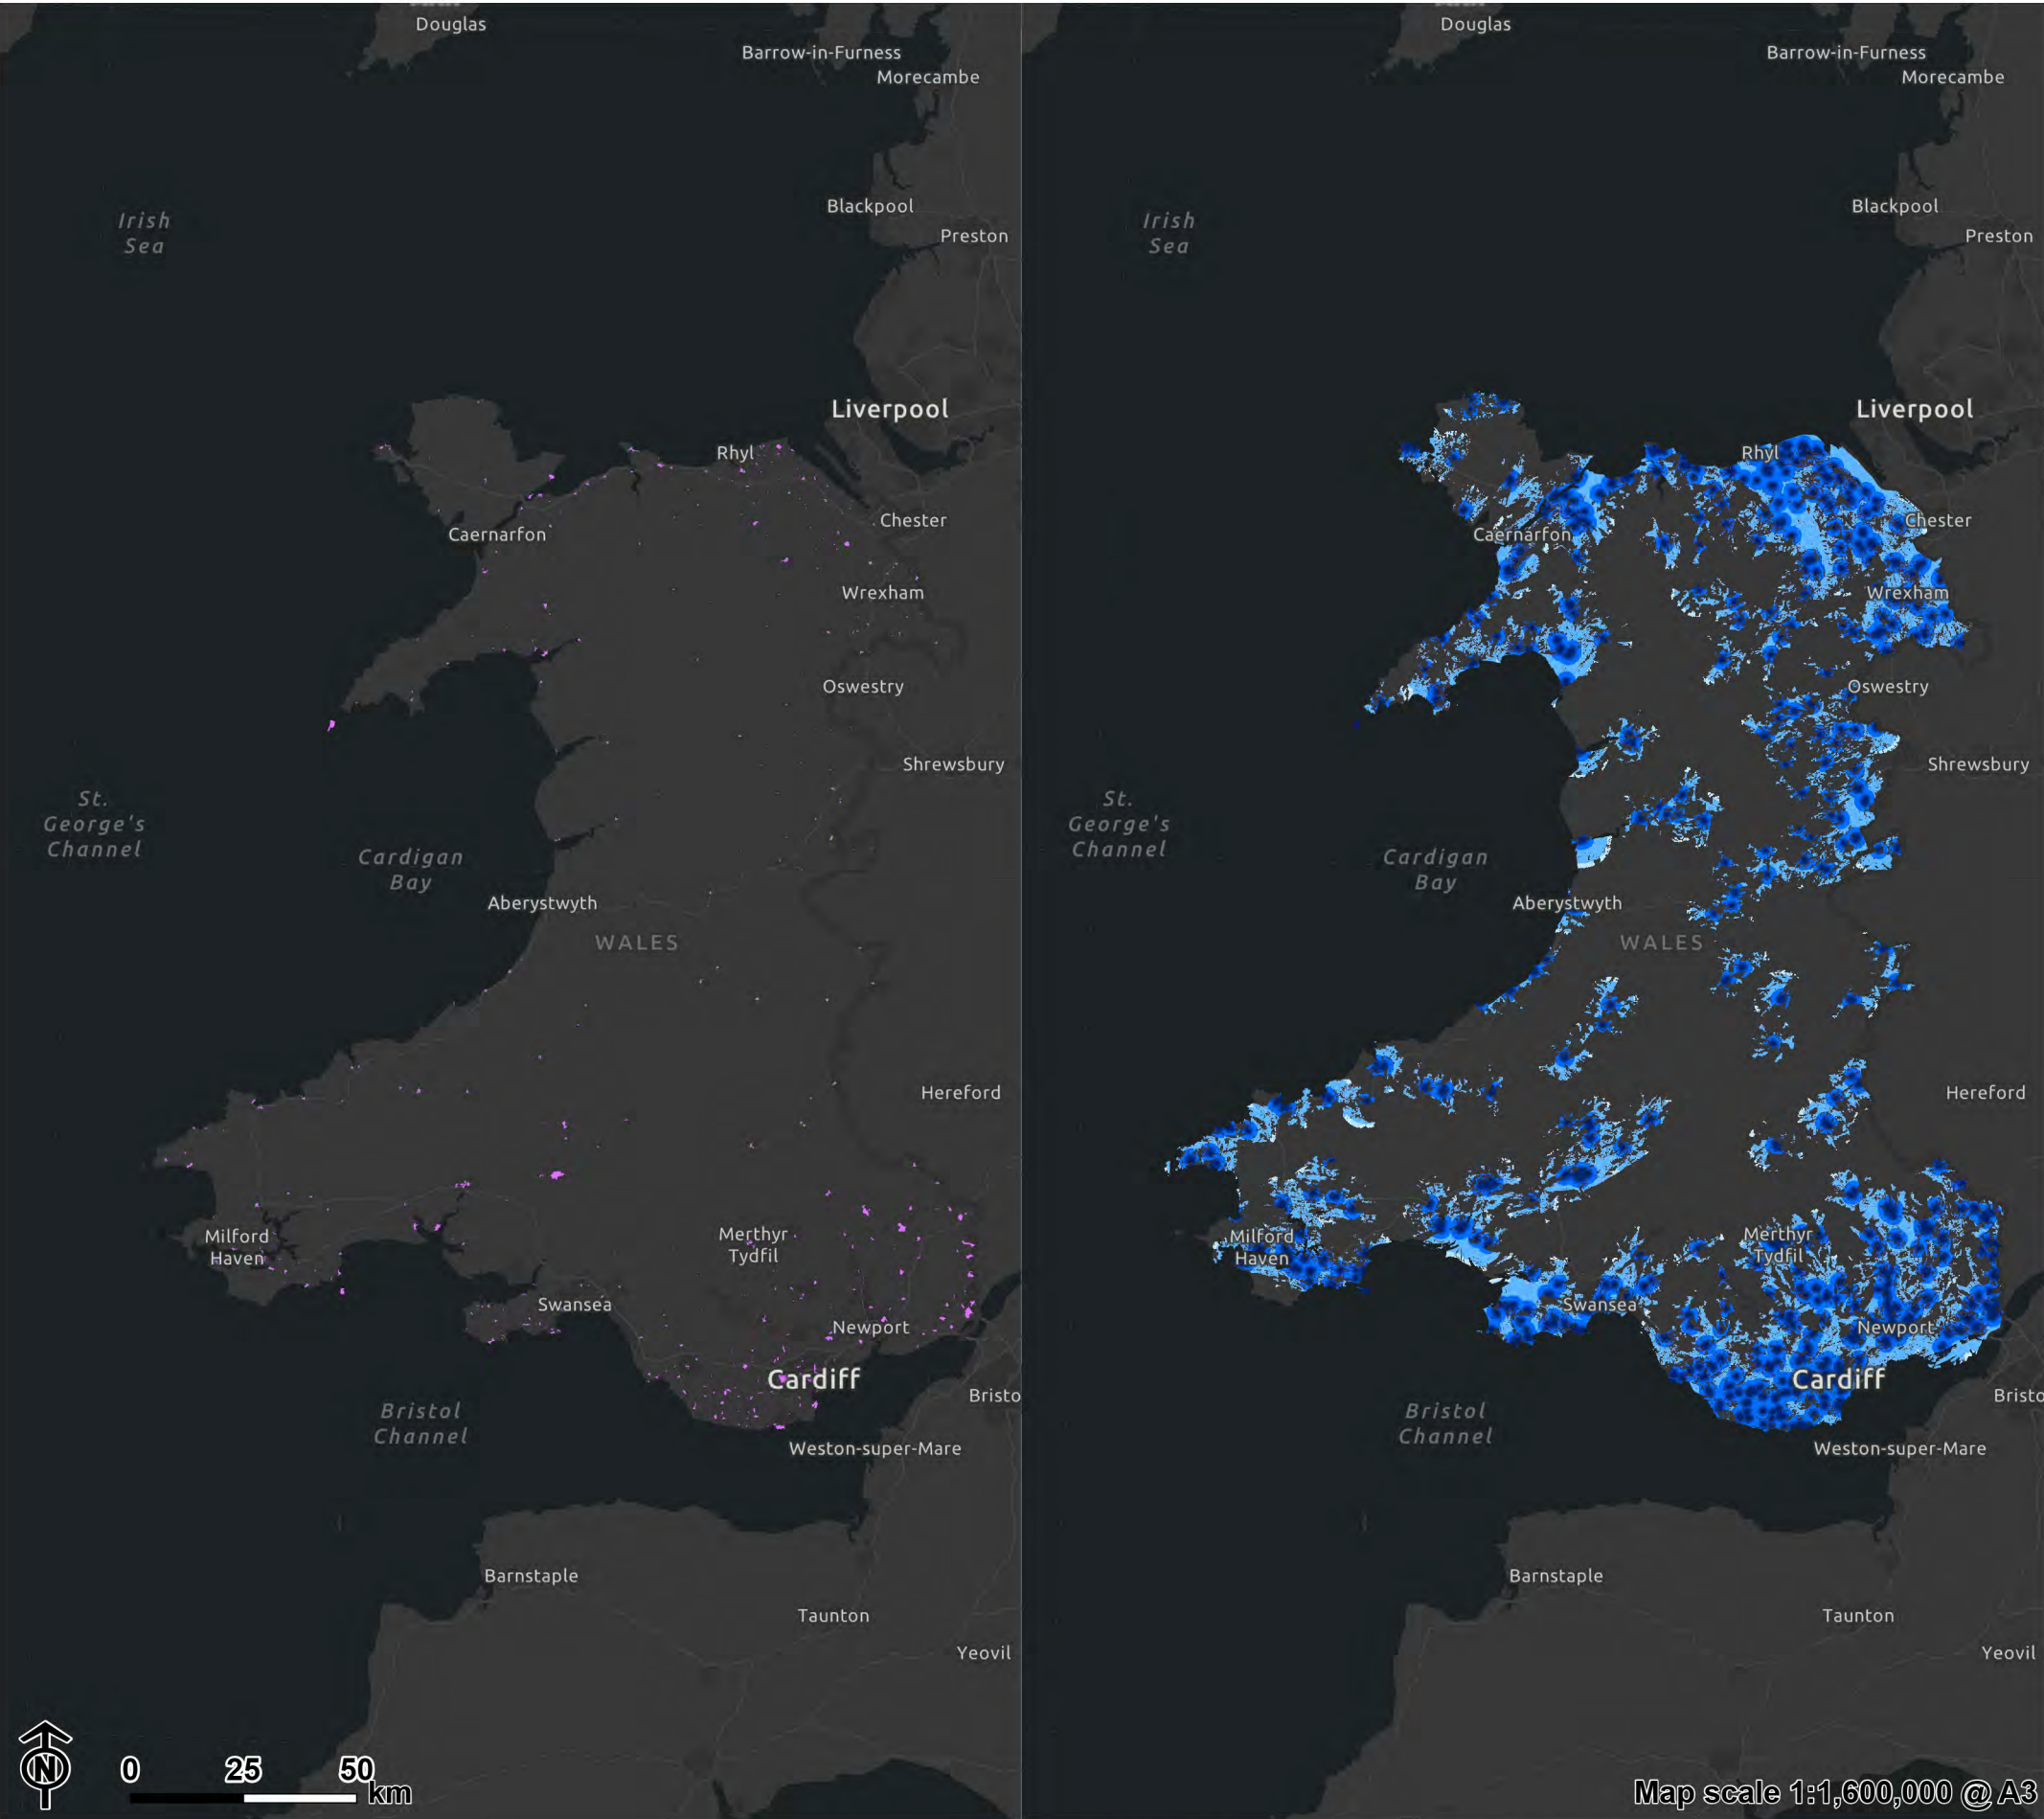 Douglas
Barrow-in-Furness
Morecambe
Blackpool
Irish
Sea
Preston
Liverpool
Rhyl
Chester
Caernarfon
Wrexham
Oswestry
Shrewsbury
St.
George's
Channel
Cardigan
Bay
Aberystwyth
WALES
Hereford
Milford
Haven
Merthyr
Tydfil
Swansea
Newport
Cardiff
Bristo
Bristol
Channel
Weston-super-Mare
Barnstaple
Taunton
Yeovil
N
0 25 50
km
Douglas
Barrow-in-Furness
Morecambe
Blackpool
Irish
Sea
Preston
Liverpool
Rhyl
Chester
Caernarfon
Wrexham
Oswestry
Shrewsbury
St.
George's
Channel
Cardigan
Bay
Aberystwyth
WALES
Hereford
Milford
Haven
Merthyr
Tydfil
Swansea
Newport
Cardiff
Bristo
Bristol
Channel
Weston-super-Mare
Barnstaple
Taunton
Yeovil
Map scale 1:1,600,000 @ A3